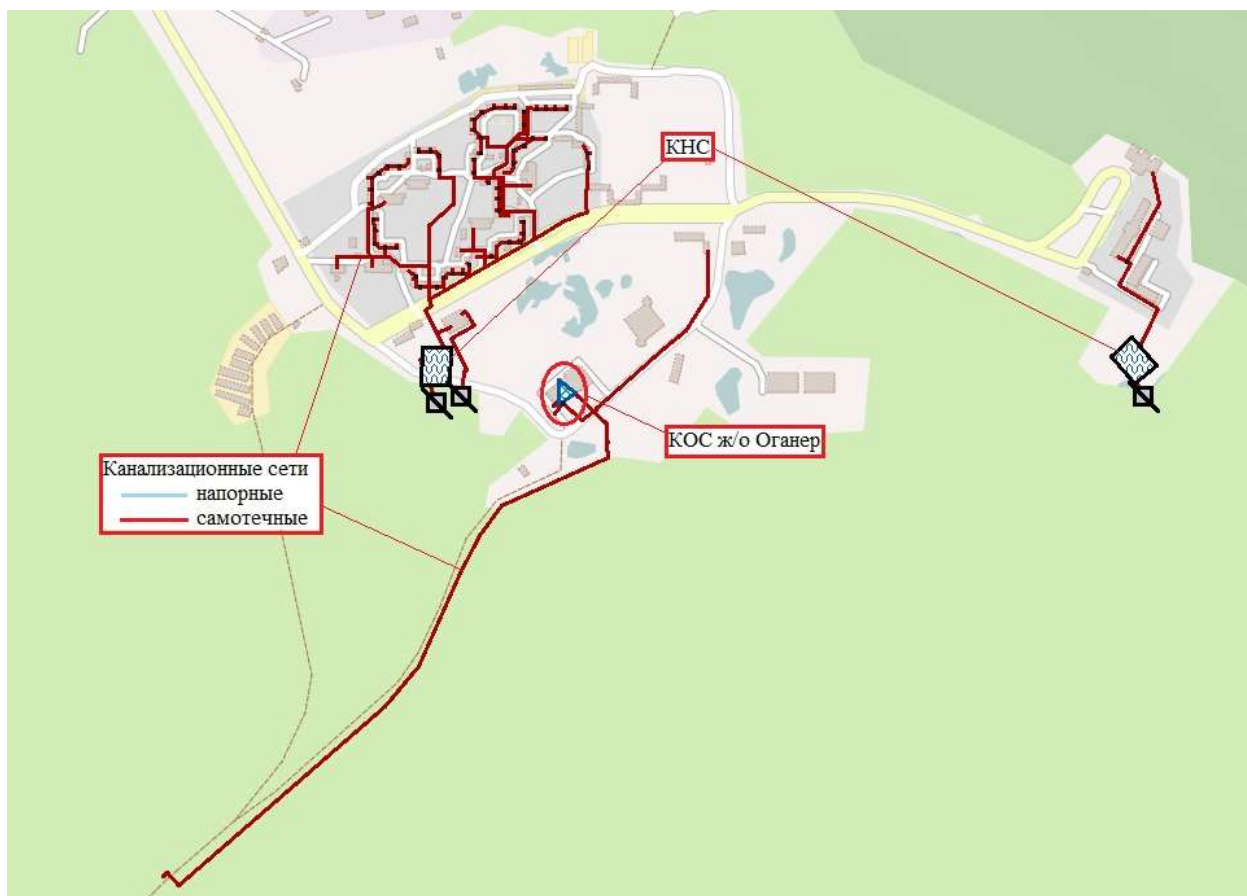 КНС
КОС ж/о Оганер
Канализационные сети
напорные
самотечные